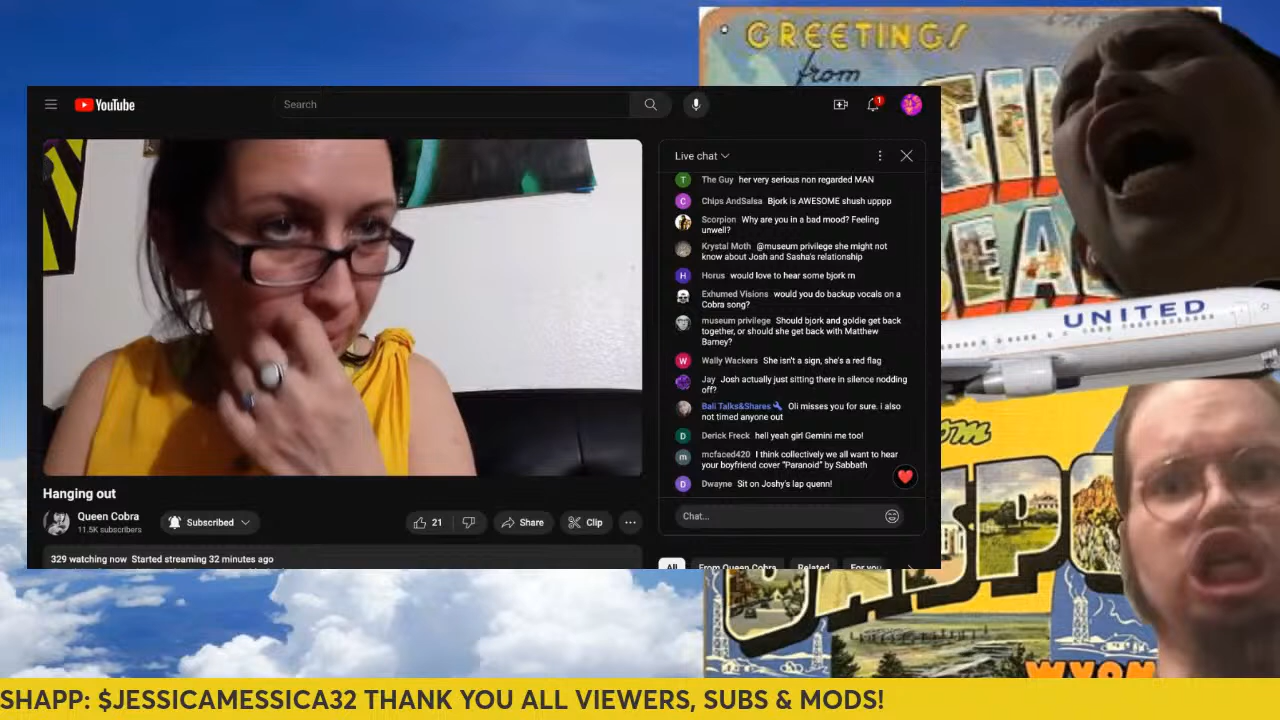 GREETINGS
from
YouTube
Search
1
Live chat
The Guy her very serious non regarded MAN
Chips AndSalsa Bjork is AWESOME shush upppp
Scorpion Why are you in a bad mood? Feeling
unwell?
Krystal Moth @museum privilege she might not
know about Josh and Sasha's relationship
Horus would love to hear some bjork rn
Exhumed Visions would you do backup vocals on a
Cobra song?
museum privilege Should bjork and goldie get back
together, or should she get back with Matthew
Barney?
Wally Wackers She isn't a sign, she's a red flag
Jay Josh actually just sitting there in silence nodding
off?
Bali Talks&Shares Oli misses you for sure. i also
not timed anyone out
Derick Freck hell yeah girl Gemini me too!
mcfaced420 I think collectively we all want to hear
your boyfriend cover "Paranoid" by Sabbath
Dwayne Sit on Joshy's lap quenn!
Chat...
UNITED
Hanging out
Queen Cobra
11.5K subscribers
Subscribed
21
Share
Clip
329 watching now Started streaming 32 minutes ago
All
From Queen Cobra
Related
For you
SHAPP: $JESSICAMESSICA32 THANK YOU ALL VIEWERS, SUBS & MODS!